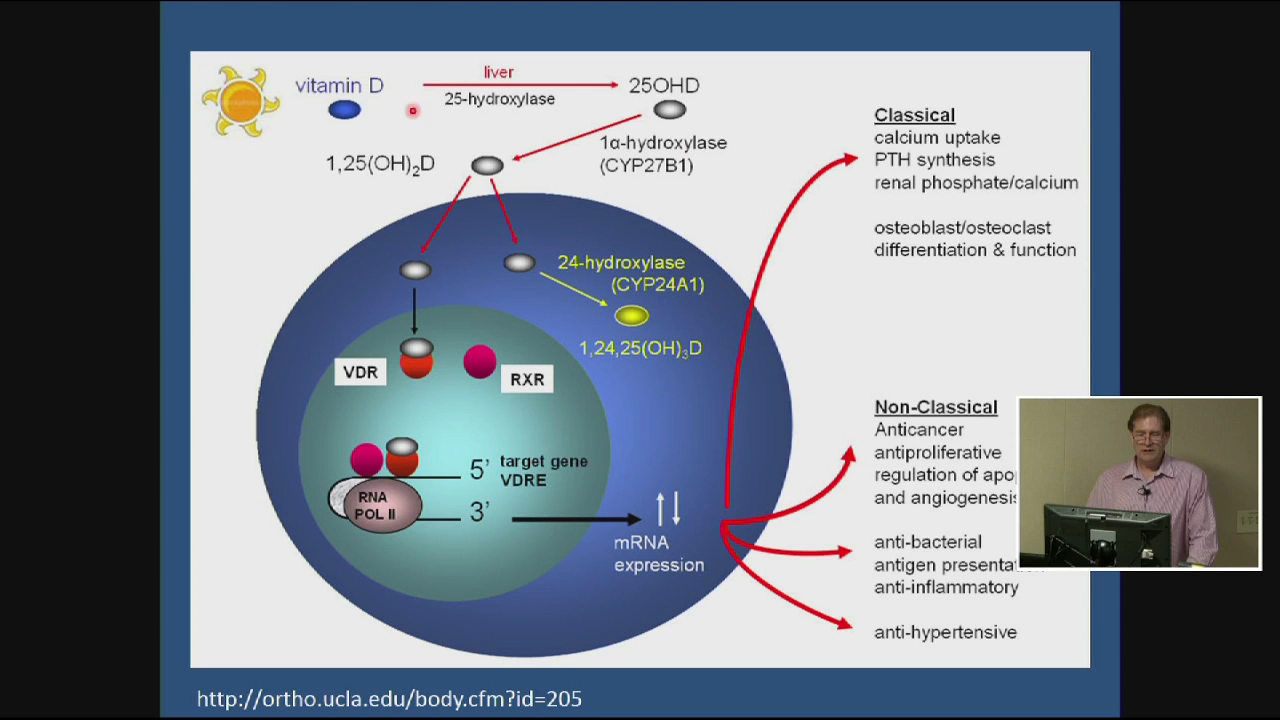 vitamin D
liver
25-hydroxylase
25OHD
1α-hydroxylase
(CYP27B1)
1,25(OH)₂D
24-hydroxylase
(CYP24A1)
1,24,25(OH)₃D
VDR
RXR
RNA
POL II
5’
target gene
VDRE
3’
mRNA
expression
Classical
calcium uptake
PTH synthesis
renal phosphate/calcium
osteoblast/osteoclast
differentiation & function
Non-Classical
Anticancer
antiproliferative
regulation of apo
and angiogenesis
anti-bacterial
antigen presentat
anti-inflammatory
anti-hypertensive
http://ortho.ucla.edu/body.cfm?id=205